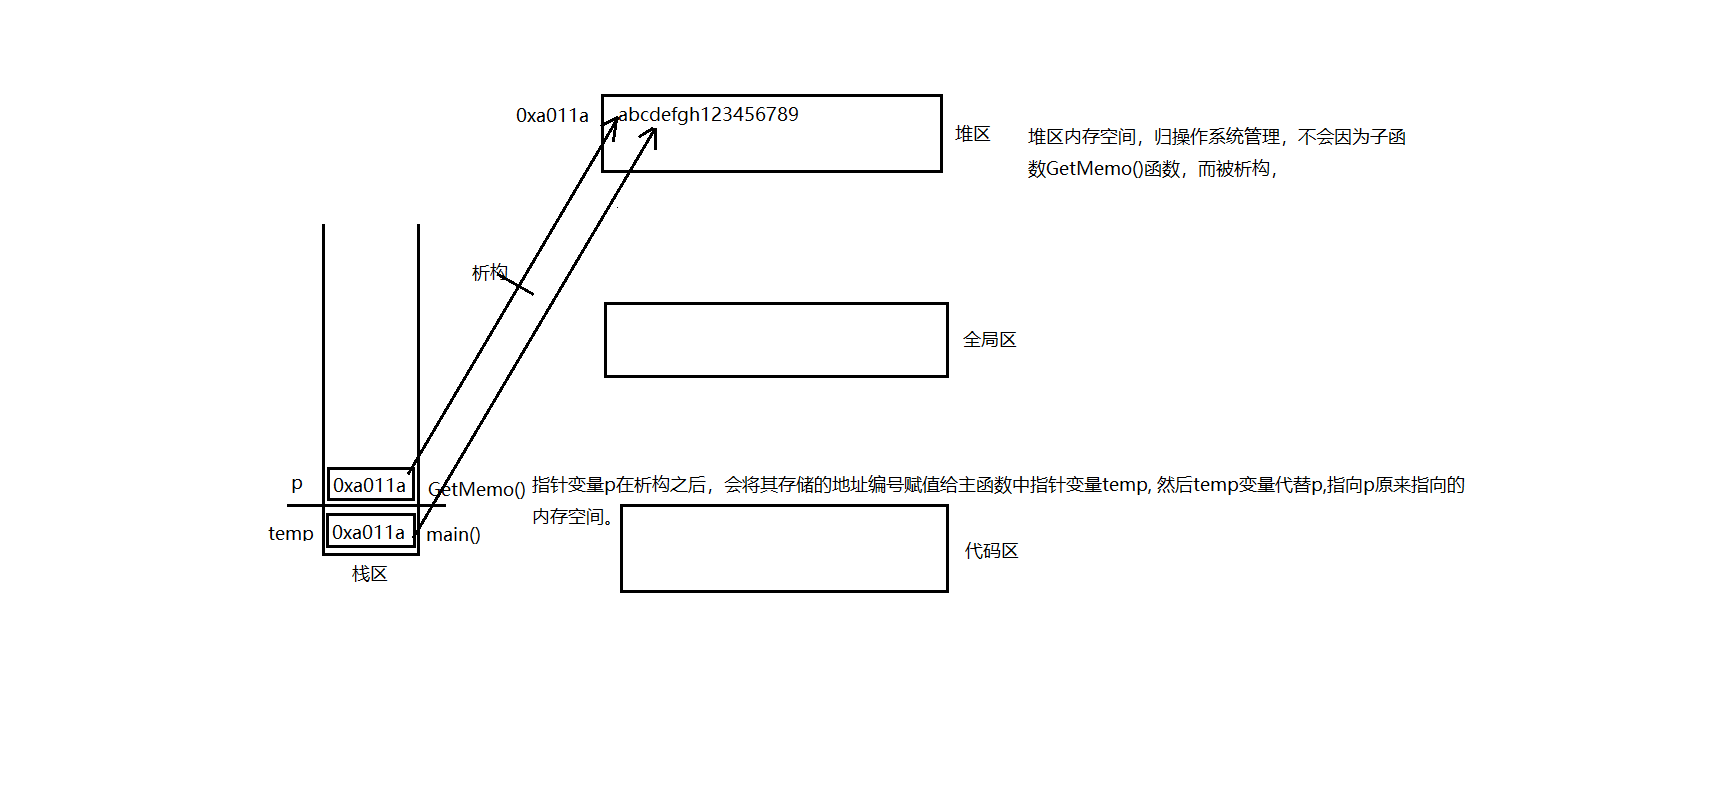 0xa011a
abcdefgh123456789
堆区
堆区内存空间，归操作系统管理，不会因为子函
数GetMemo()函数，而被析构，
析构
全局区
p
0xa011a
GetMemo()
指针变量p在析构之后，会将其存储的地址编号赋值给主函数中指针变量temp, 然后temp变量代替p,指向p原来指向的
内存空间。
temp
0xa011a
main()
代码区
栈区